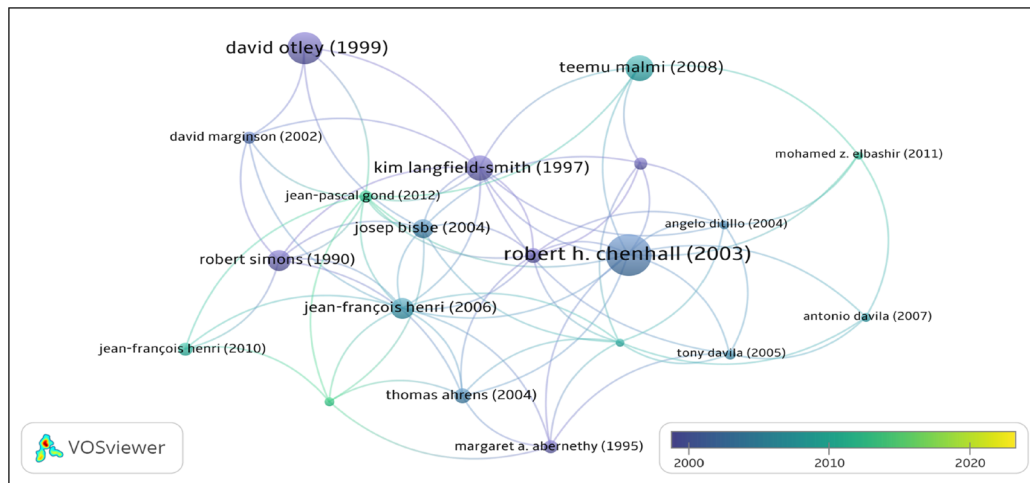 david otley (1999)
teemu malmi (2008)
david marginson (2002)
mohamed z. elbashir (2011)
kim langfield-smith (1997)
jean-pascal gond (2012)
angelo ditillo (2004)
josep bisbe (2004)
robert h. chenhall (2003)
robert simons (1990)
jean-françois henri (2006)
antonio davila (2007)
jean-françois henri (2010)
tony davila (2005)
thomas ahrens (2004)
margaret a. abernethy (1995)
VOSviewer
2000
2010
2020